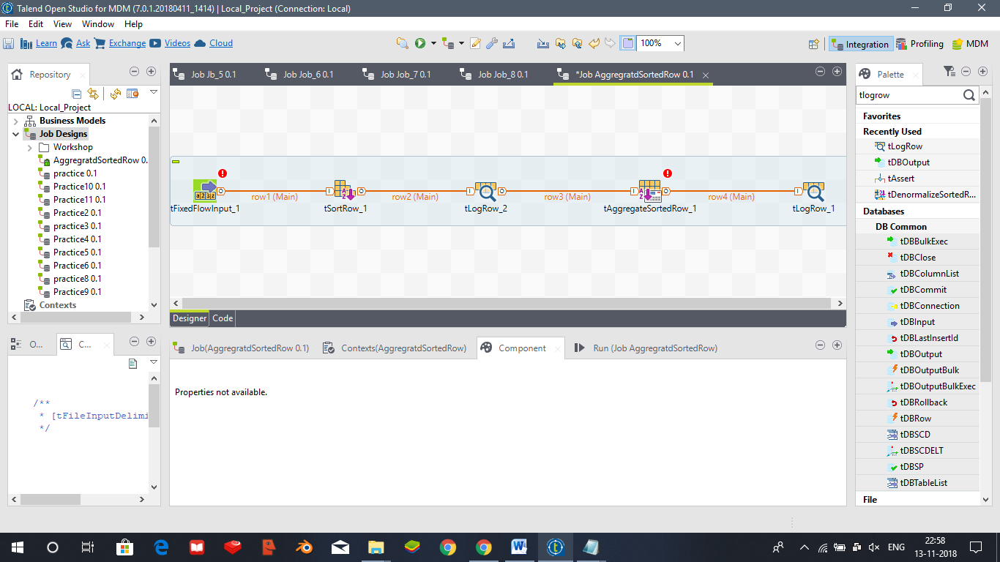 Talend Open Studio for MDM (7.0.1.20180411_1414) | Local_Project (Connection: Local)
File Edit View Window Help
Learn Ask Exchange Videos Cloud
100%
Integration Profiling MDM
Repository
LOCAL: Local_Project
Business Models
Job Designs
Workshop
AggregratdSortedRow 0.
practice 0.1
Practice10 0.1
Practice11 0.1
Practice2 0.1
practice3 0.1
Practice4 0.1
Practice5 0.1
Practice6 0.1
practice8 0.1
Practice9 0.1
Contexts
O...
C...
/**
* [tFileInputDelimi
*/
Job Jb_5 0.1 Job Job_6 0.1 Job Job_7 0.1 Job Job_8 0.1 *Job AggregratdSortedRow 0.1
row1 (Main) row2 (Main) row3 (Main) row4 (Main)
tFixedFlowInput_1 tSortRow_1 tLogRow_2 tAggregateSortedRow_1 tLogRow_1
Designer Code
Job(AggregratdSortedRow 0.1) Contexts(AggregratdSortedRow) Component Run (Job AggregratdSortedRow)
Properties not available.
Palette
tlogrow
Favorites
Recently Used
tLogRow
tDBOutput
tAssert
tDenormalizeSortedR...
Databases
DB Common
tDBBulkExec
tDBClose
tDBColumnList
tDBCommit
tDBConnection
tDBInput
tDBLastInsertId
tDBOutput
tDBOutputBulk
tDBOutputBulkExec
tDBRollback
tDBRow
tDBSCD
tDBSCDELT
tDBSP
tDBTableList
File
ENG
22:58
13-11-2018